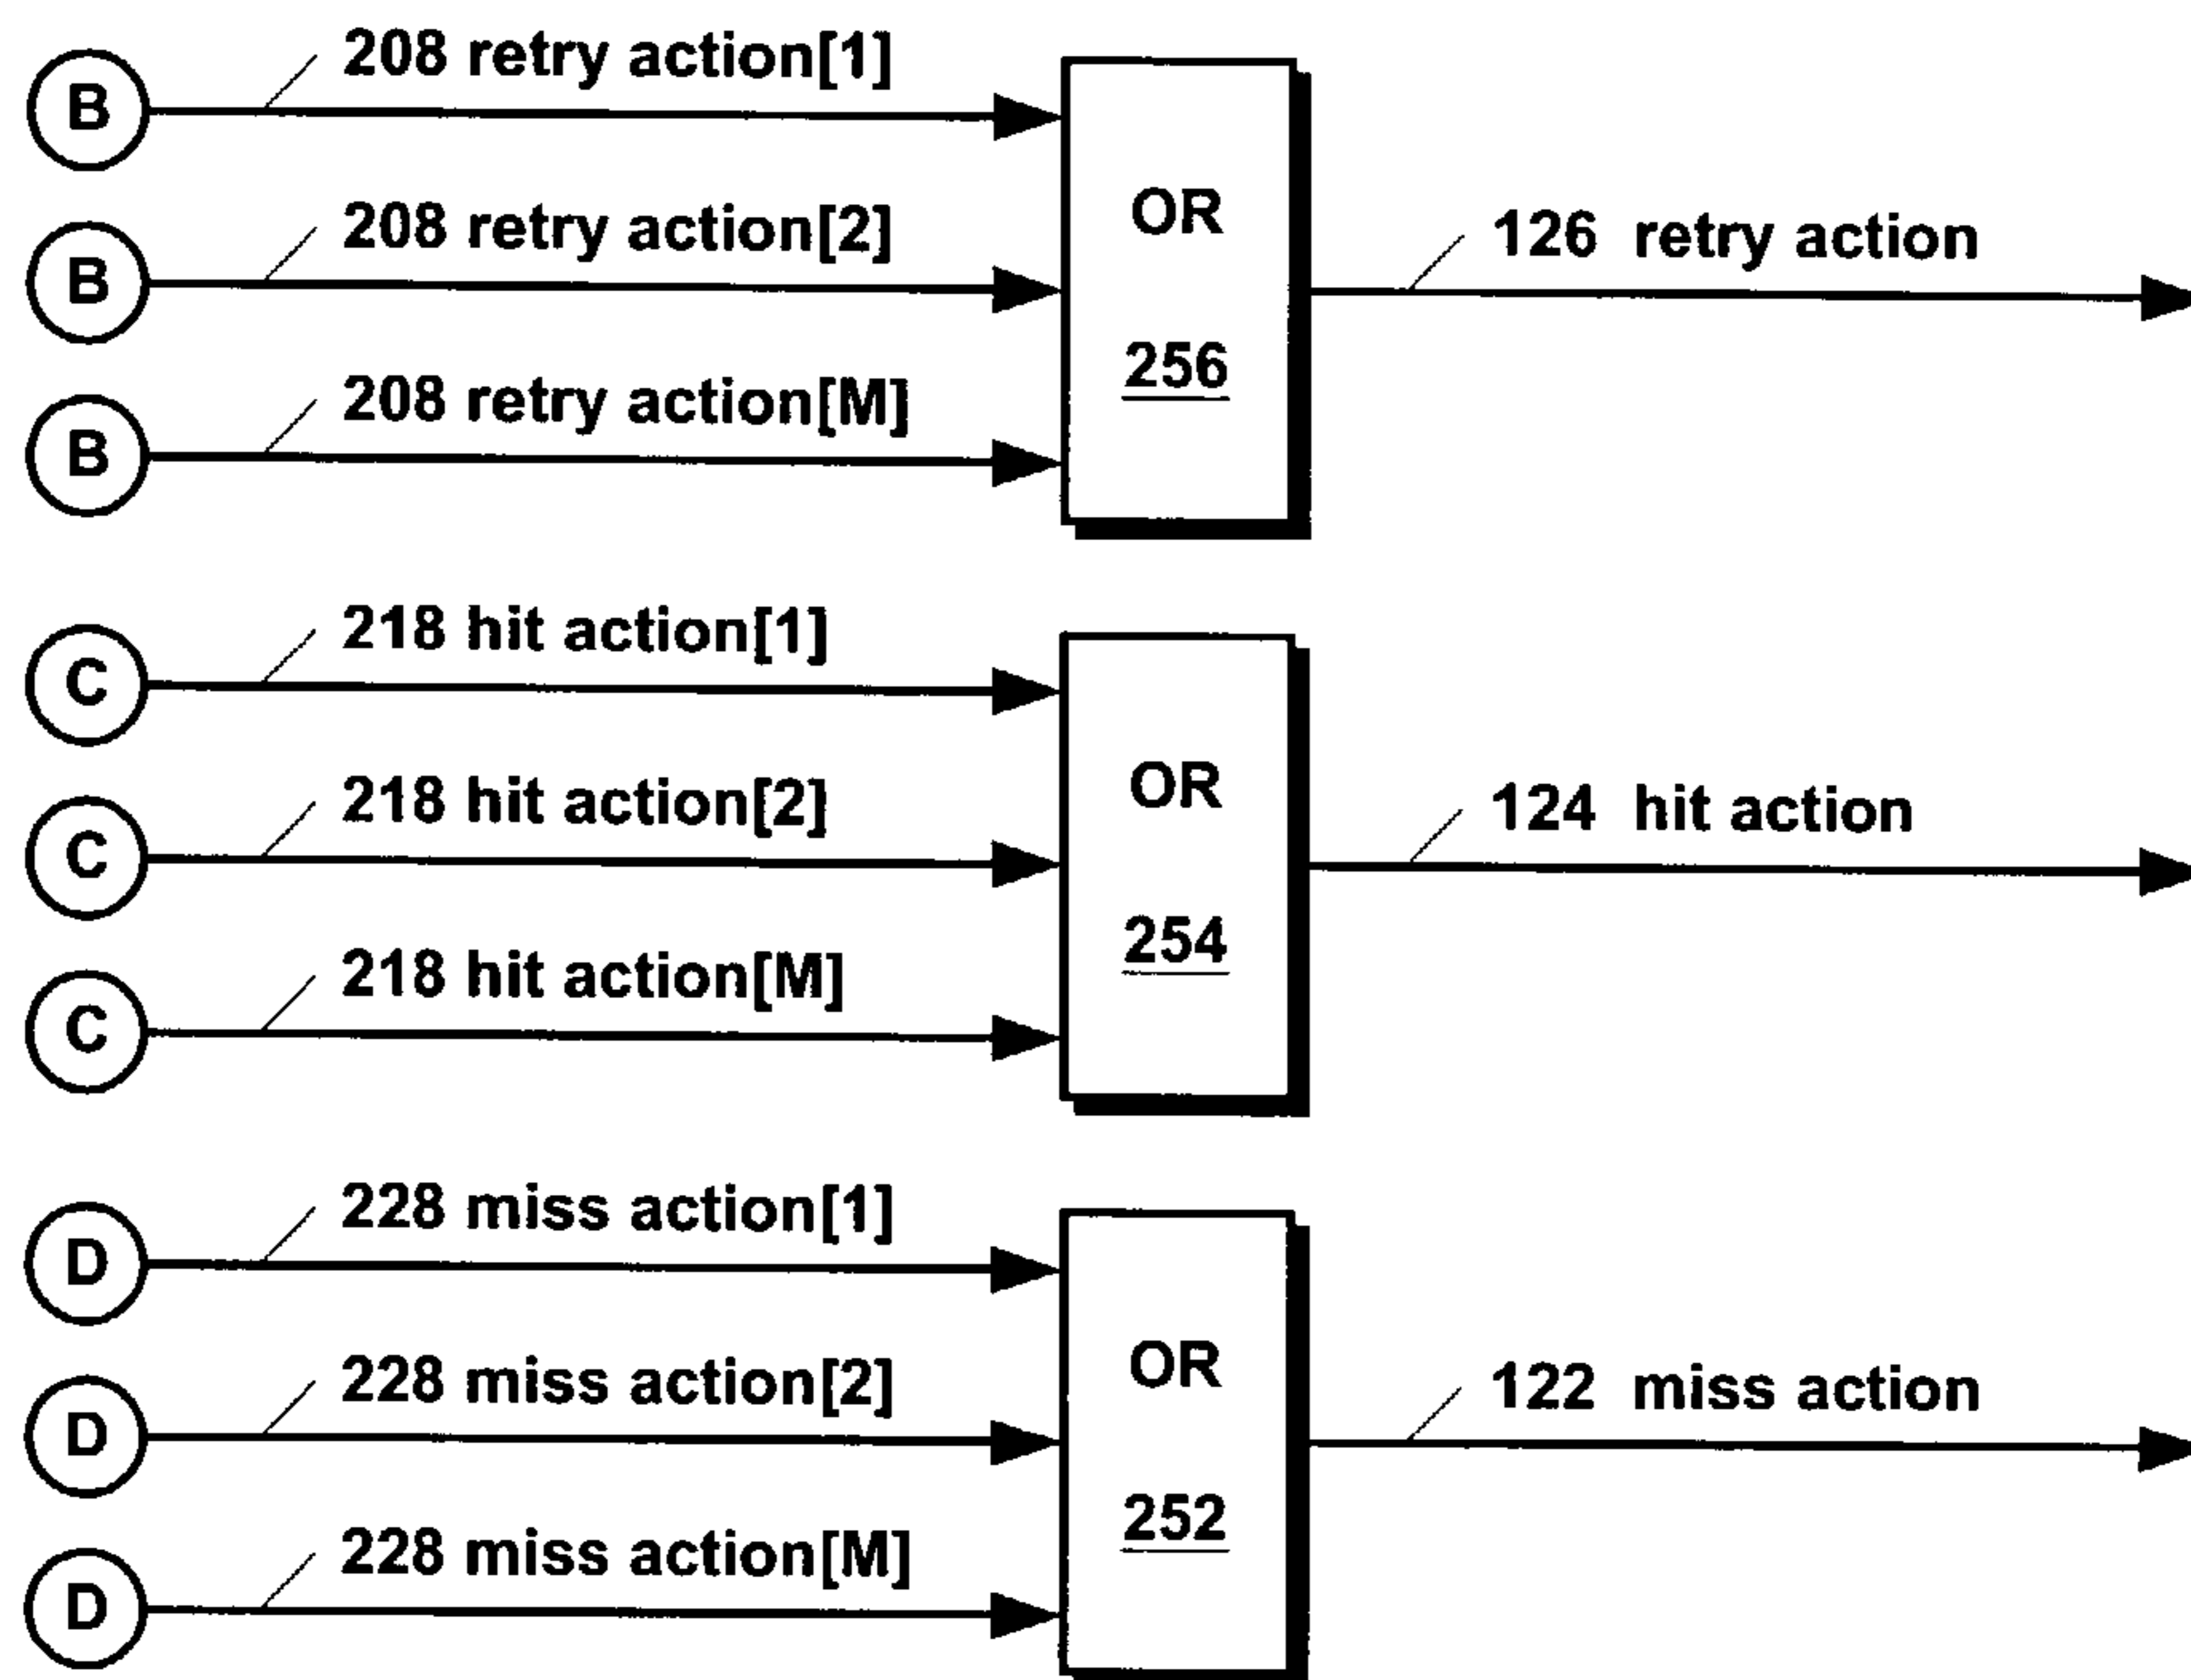 B 208 retry action[1]
B 208 retry action[2]
B 208 retry action[M]
OR
256
126 retry action
C 218 hit action[1]
C 218 hit action[2]
C 218 hit action[M]
OR
254
124 hit action
D 228 miss action[1]
D 228 miss action[2]
D 228 miss action[M]
OR
252
122 miss action